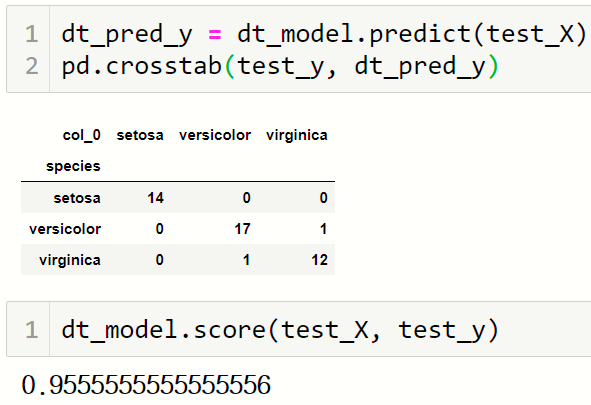 1 dt_pred_y = dt_model.predict(test_X)
2 pd.crosstab(test_y, dt_pred_y)
col_0 setosa versicolor virginica
species
setosa 14 0 0
versicolor 0 17 1
virginica 0 1 12
1 dt_model.score(test_X, test_y)
0.9555555555555556